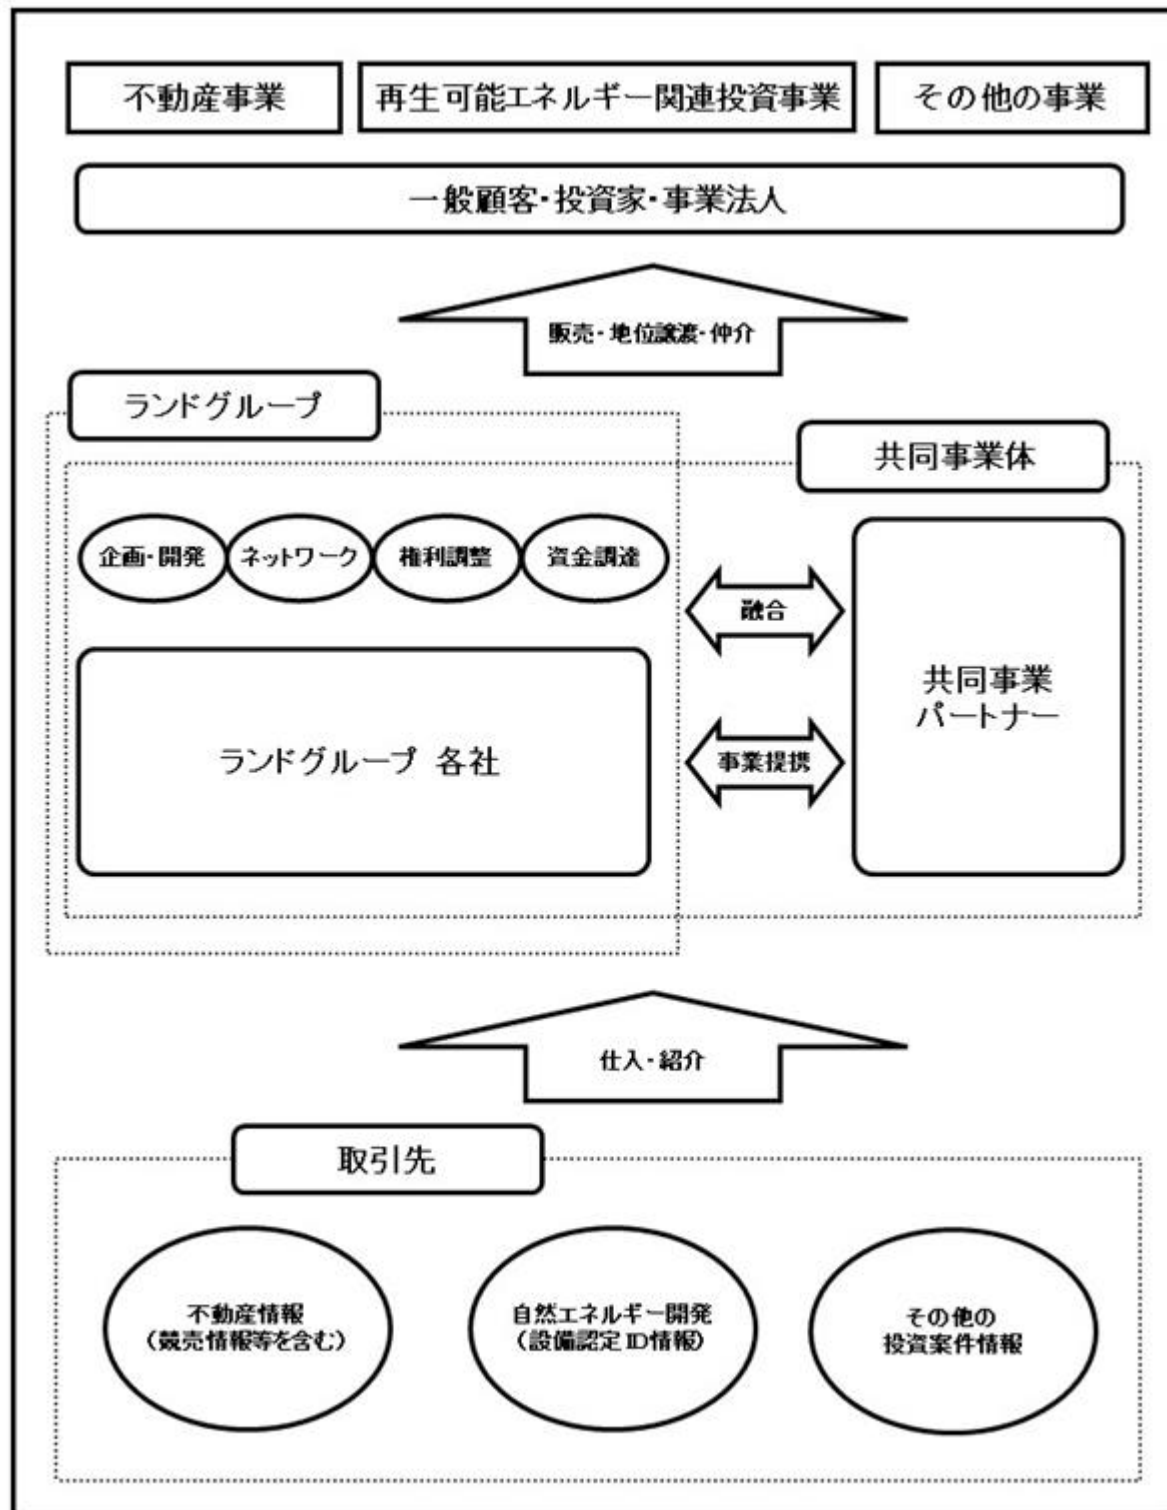 不動産事業
再生可能エネルギー関連投資事業
その他の事業
一般顧客・投資家・事業法人
販売・地位譲渡・仲介
ランドグループ
共同事業体
企画・開発
ネットワーク
権利調整
資金調達
融合
共同事業
パートナー
ランドグループ 各社
事業提携
仕入・紹介
取引先
不動産情報
（競売情報等を含む）
自然エネルギー開発
（設備認定ID情報）
その他の
投資案件情報